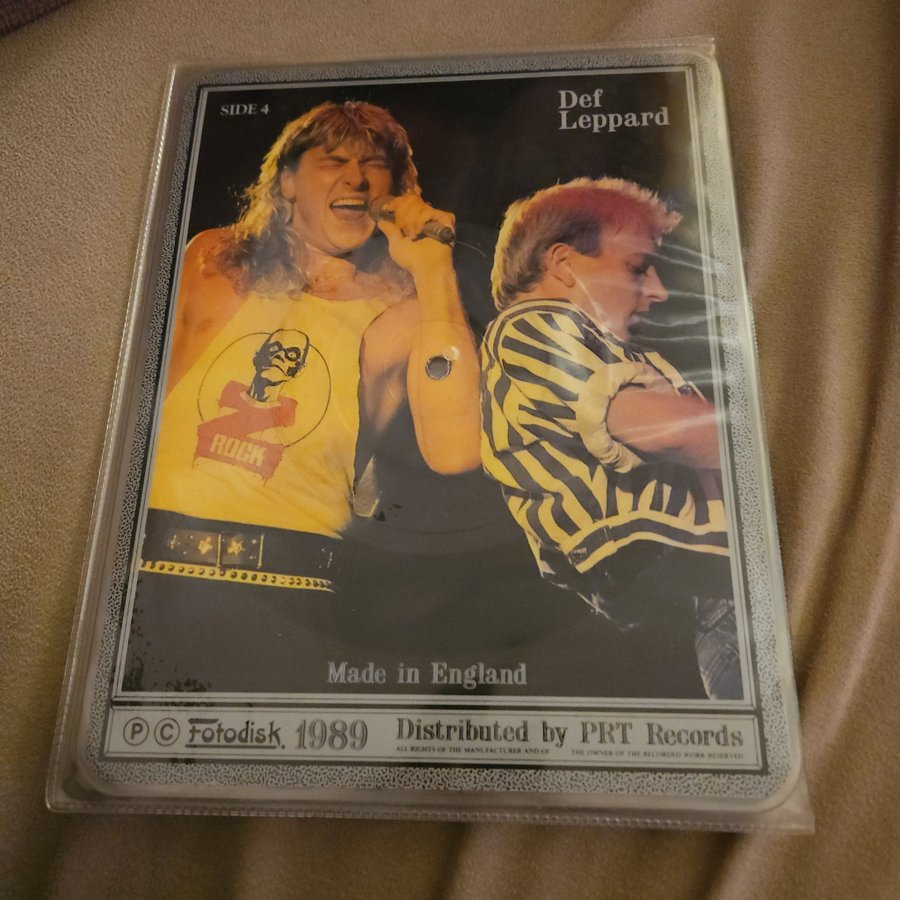 SIDE 4
Def
Leppard
Z
ROCK
Made in England
Ⓟ Ⓒ Fotodisk. 1989 Distributed by PRT Records
ALL RIGHTS OF THE MANUFACTURER AND OF THE OWNER OF THE RECORDED WORK RESERVED